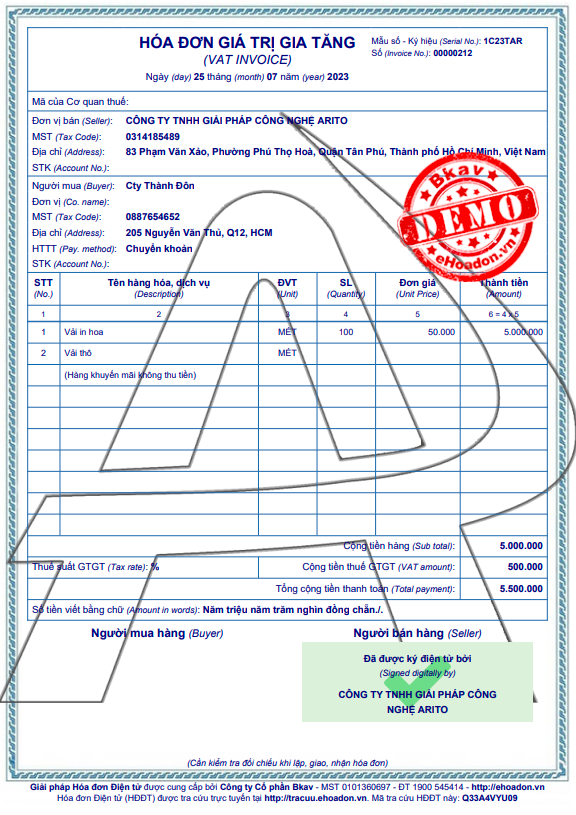 HÓA ĐƠN GIÁ TRỊ GIA TĂNG
(VAT INVOICE)
Ngày (day) 25 tháng (month) 07 năm (year) 2023
Mẫu số - Ký hiệu (Serial No.): 1C23TAR
Số (Invoice No.): 00000212
Mã của Cơ quan thuế:
Đơn vị bán (Seller): CÔNG TY TNHH GIẢI PHÁP CÔNG NGHỆ ARITO
MST (Tax Code): 0314185489
Địa chỉ (Address): 83 Phạm Văn Xảo, Phường Phú Thọ Hoà, Quận Tân Phú, Thành phố Hồ Chí Minh, Việt Nam
STK (Account No.):
Người mua (Buyer): Cty Thành Đôn
Đơn vị (Co. name):
MST (Tax Code): 0887654652
Địa chỉ (Address): 205 Nguyễn Văn Thủ, Q12, HCM
HTTT (Pay. method): Chuyển khoản
STK (Account No.):
Bkav
DEMO
eHoadon.vn
STT Tên hàng hóa, dịch vụ ĐVT SL Đơn giá Thành tiền
(No.) (Description) (Unit) (Quantity) (Unit Price) (Amount)
1 2 3 4 5 6 = 4 x 5
1 Vải in hoa MÉT 100 50.000 5.000.000
2 Vải thô MÉT
(Hàng khuyến mãi không thu tiền)
Cộng tiền hàng (Sub total): 5.000.000
Thuế suất GTGT (Tax rate): % Cộng tiền thuế GTGT (VAT amount): 500.000
Tổng cộng tiền thanh toán (Total payment): 5.500.000
Số tiền viết bằng chữ (Amount in words): Năm triệu năm trăm nghìn đồng chẵn./.
Người mua hàng (Buyer) Người bán hàng (Seller)
Đã được ký điện tử bởi
(Signed digitally by)
CÔNG TY TNHH GIẢI PHÁP CÔNG
NGHỆ ARITO
(Cần kiểm tra đối chiếu khi lập, giao, nhận hóa đơn)
Giải pháp Hóa đơn Điện tử được cung cấp bởi Công ty Cổ phần Bkav - MST 0101360697 - ĐT 1900 545414 - http://ehoadon.vn
Hóa đơn Điện tử (HĐĐT) được tra cứu trực tuyến tại http://tracuu.ehoadon.vn. Mã tra cứu HĐĐT này: Q33A4VYU09